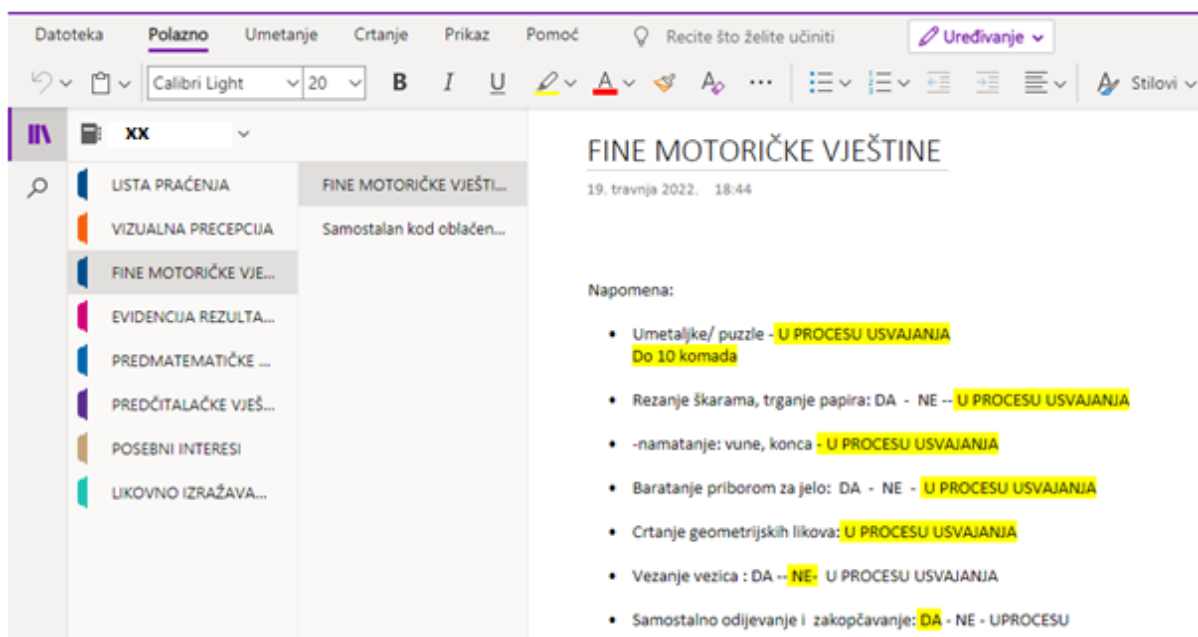 Datoteka Polazno Umetanje Crtanje Prikaz Pomoć Recite što želite učiniti Uređivanje
Calibri Light 20 B I U A A ... Stilovi
XX
LISTA PRAĆENJA
VIZUALNA PRECEPCIJA
FINE MOTORIČKE VJE...
EVIDENCIJA REZULTA...
PREDMATEMATIČKE ...
PREDČITALAČKE VJEŠ...
POSEBNI INTERESI
LIKOVNO IZRAŽAVA...
FINE MOTORIČKE VJEŠTI...
Samostalan kod oblačen...
FINE MOTORIČKE VJEŠTINE
19. travnja 2022. 18:44
Napomena:
• Umetaljke/ puzzle - U PROCESU USVAJANJA
Do 10 komada
• Rezanje škarama, trganje papira: DA - NE -- U PROCESU USVAJANJA
• -namatanje: vune, konca - U PROCESU USVAJANJA
• Baratanje priborom za jelo: DA - NE - U PROCESU USVAJANJA
• Crtanje geometrijskih likova: U PROCESU USVAJANJA
• Vezanje vezica : DA -- NE- U PROCESU USVAJANJA
• Samostalno odijevanje i zakopčavanje: DA - NE - UPROCESU